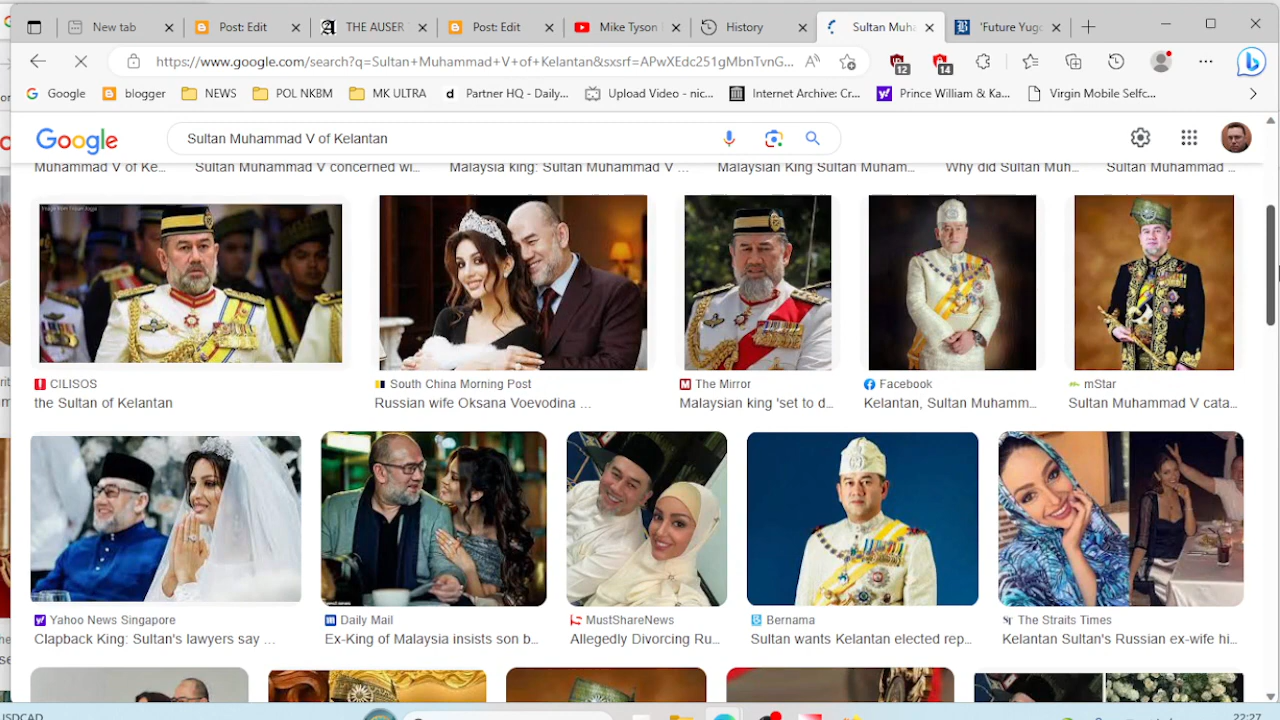 New tab
Post: Edit
THE AUSER
Post: Edit
Mike Tyson
History
Sultan Muha
'Future Yugo
https://www.google.com/search?q=Sultan+Muhammad+V+of+Kelantan&sxsrf=APwXEdc251gMbnTvnG...
12
14
Google
blogger
NEWS
POL NKBM
MK ULTRA
Partner HQ - Daily...
Upload Video - nic...
Internet Archive: Cr...
Prince William & Ka...
Virgin Mobile Selfc...
Google
Sultan Muhammad V of Kelantan
Muhammad V of Ke...
Sultan Muhammad V concerned wi...
Malaysia king: Sultan Muhammad V ...
Malaysian King Sultan Muham...
Why did Sultan Muh...
Sultan Muhammad ...
CILISOS
the Sultan of Kelantan
South China Morning Post
Russian wife Oksana Voevodina ...
The Mirror
Malaysian king 'set to d...
Facebook
Kelantan, Sultan Muhamm...
mStar
Sultan Muhammad V cata...
Yahoo News Singapore
Clapback King: Sultan's lawyers say ...
Daily Mail
Ex-King of Malaysia insists son b...
MustShareNews
Allegedly Divorcing Ru...
Bernama
Sultan wants Kelantan elected rep...
The Straits Times
Kelantan Sultan's Russian ex-wife hi...
USDCAD
22:27